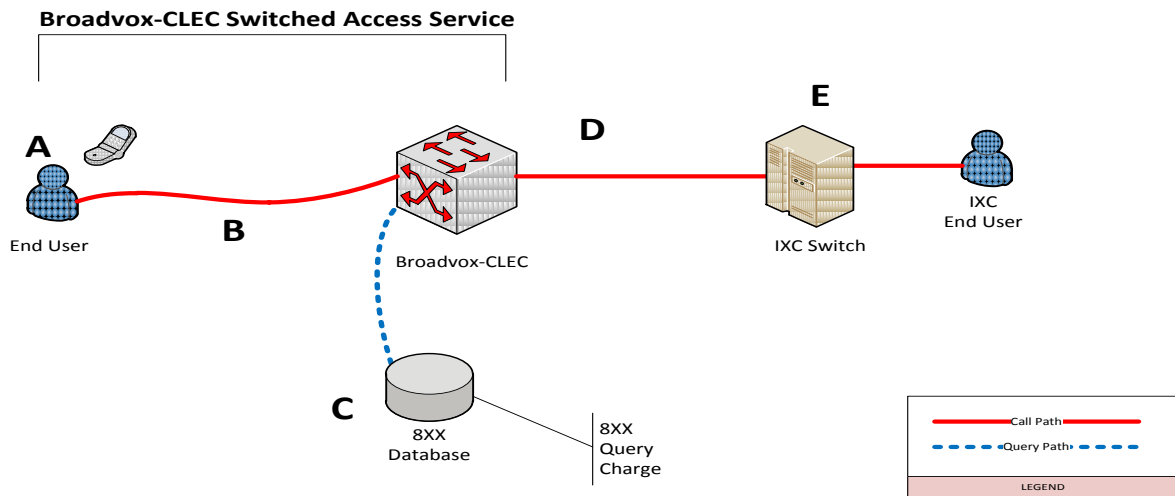 Broadvox-CLEC Switched Access Service
A
End User
B
Broadvox-CLEC
D
E
IXC Switch
IXC
End User
C
8XX
Database
8XX
Query
Charge
Call Path
Query Path
LEGEND